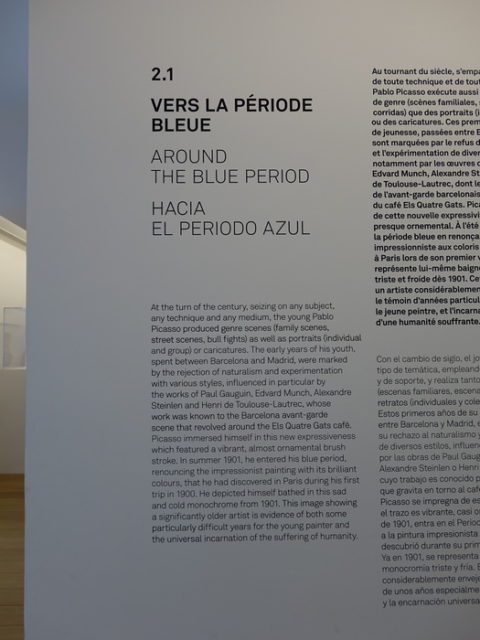 2.1
VERS LA PÉRIODE
BLEUE
AROUND
THE BLUE PERIOD
HACIA
EL PERIODO AZUL
At the turn of the century, seizing on any subject,
any technique and any medium, the young Pablo
Picasso produced genre scenes (family scenes,
street scenes, bull fights) as well as portraits (individual
and group) or caricatures. The early years of his youth,
spent between Barcelona and Madrid, were marked
by the rejection of naturalism and experimentation
with various styles, influenced in particular by
the works of Paul Gauguin, Edvard Munch, Alexandre
Steinlen and Henri de Toulouse-Lautrec, whose
work was known to the Barcelona avant-garde
scene that revolved around the Els Quatre Gats café.
Picasso immersed himself in this new expressiveness
which featured a vibrant, almost ornamental brush
stroke. In summer 1901, he entered his blue period,
renouncing the impressionist painting with its brilliant
colours, that he had discovered in Paris during his first
trip in 1900. He depicted himself bathed in this sad
and cold monochrome from 1901. This image showing
a significantly older artist is evidence of both some
particularly difficult years for the young painter and
the universal incarnation of the suffering of humanity.
Au tournant du siècle, s'empa
de toute technique et de tout
Pablo Picasso exécute aussi
de genre (scènes familiales,
corridas) que des portraits (i
ou des caricatures. Ces prem
de jeunesse, passées entre B
sont marquées par le refus d
et l'expérimentation de diver
notamment par les œuvres d
Edvard Munch, Alexandre St
de Toulouse-Lautrec, dont le
de l'avant-garde barcelonais
du café Els Quatre Gats. Pica
de cette nouvelle expressivi
presque ornemental. À l'été
la période bleue en renonça
impressionniste aux coloris
à Paris lors de son premier v
représente lui-même baigne
triste et froide dès 1901. Ce
un artiste considérablemen
le témoin d'années particul
le jeune peintre, et l'incarna
d'une humanité souffrante.
Con el cambio de siglo, el jo
tipo de temática, empleand
y de soporte, y realiza tanto
(escenas familiares, escena
retratos (individuales y cole
Estos primeros años de su
entre Barcelona y Madrid, e
su rechazo al naturalismo y
de diversos estilos, influenc
por las obras de Paul Gaug
Alexandre Steinlen o Henri
cuyo trabajo es conocido p
que gravita en torno al café
Picasso se impregna de es
el trazo es vibrante, casi o
de 1901, entra en el Period
a la pintura impresionista
descubrió durante su prim
Ya en 1901, se representa
monocromía triste y fría. E
considerablemente enveje
de unos años especialme
y la encarnación universa